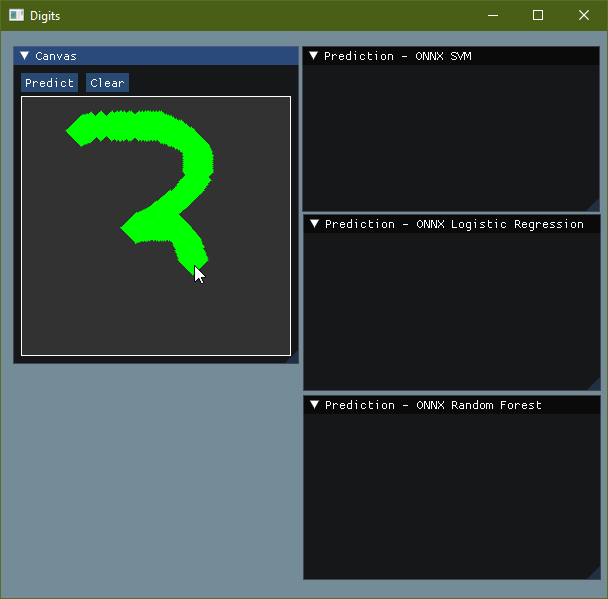 Digits
Canvas
Predict Clear
Prediction - ONNX SVM
Prediction - ONNX Logistic Regression
Prediction - ONNX Random Forest